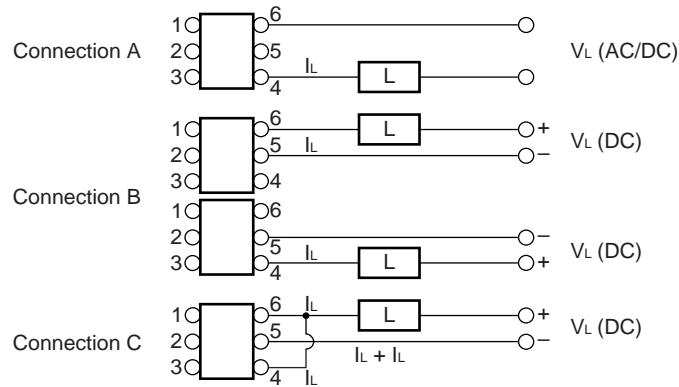 1 6
Connection A 2 5 VL (AC/DC)
3 4 IL L
1 6 IL L +
2 5 – VL (DC)
3 4
Connection B
1 6
2 5 –
3 4 IL L + VL (DC)
1 6 IL L +
Connection C 2 5 IL + IL – VL (DC)
3 4 IL